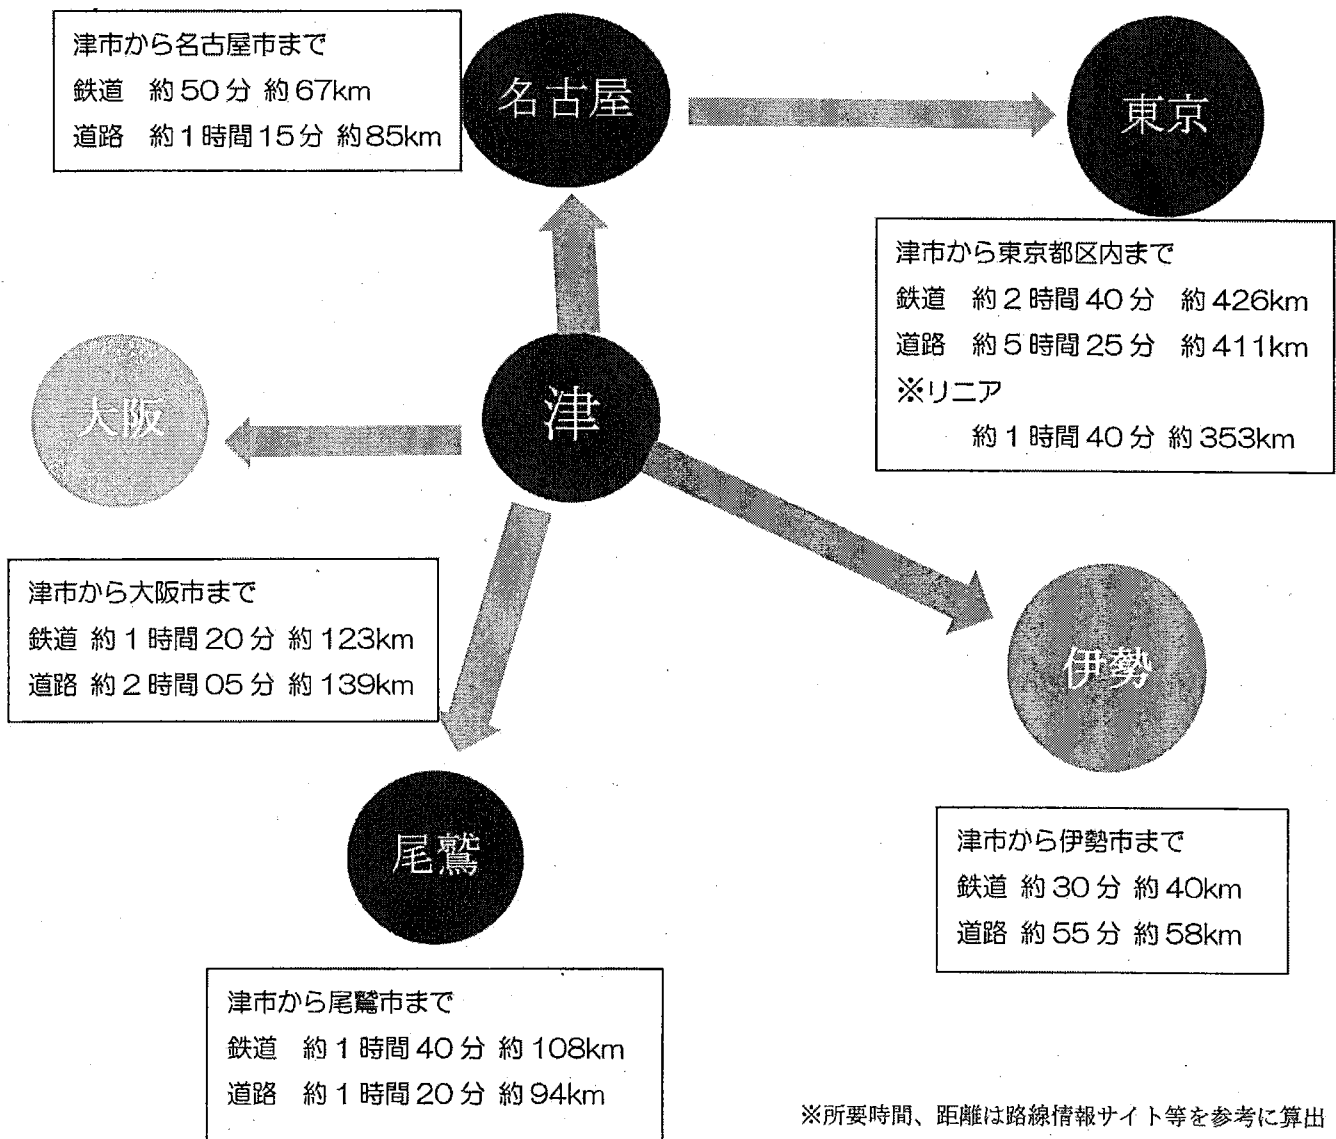 津市から名古屋市まで
鉄道 約50分 約67km
道路 約1時間15分 約85km
名古屋
東京
津市から東京都区内まで
鉄道 約2時間40分 約426km
道路 約5時間25分 約411km
※リニア
約1時間40分 約353km
大阪
津
津市から大阪市まで
鉄道 約1時間20分 約123km
道路 約2時間05分 約139km
伊勢
尾鷲
津市から伊勢市まで
鉄道 約30分 約40km
道路 約55分 約58km
津市から尾鷲市まで
鉄道 約1時間40分 約108km
道路 約1時間20分 約94km
※所要時間、距離は路線情報サイト等を参考に算出